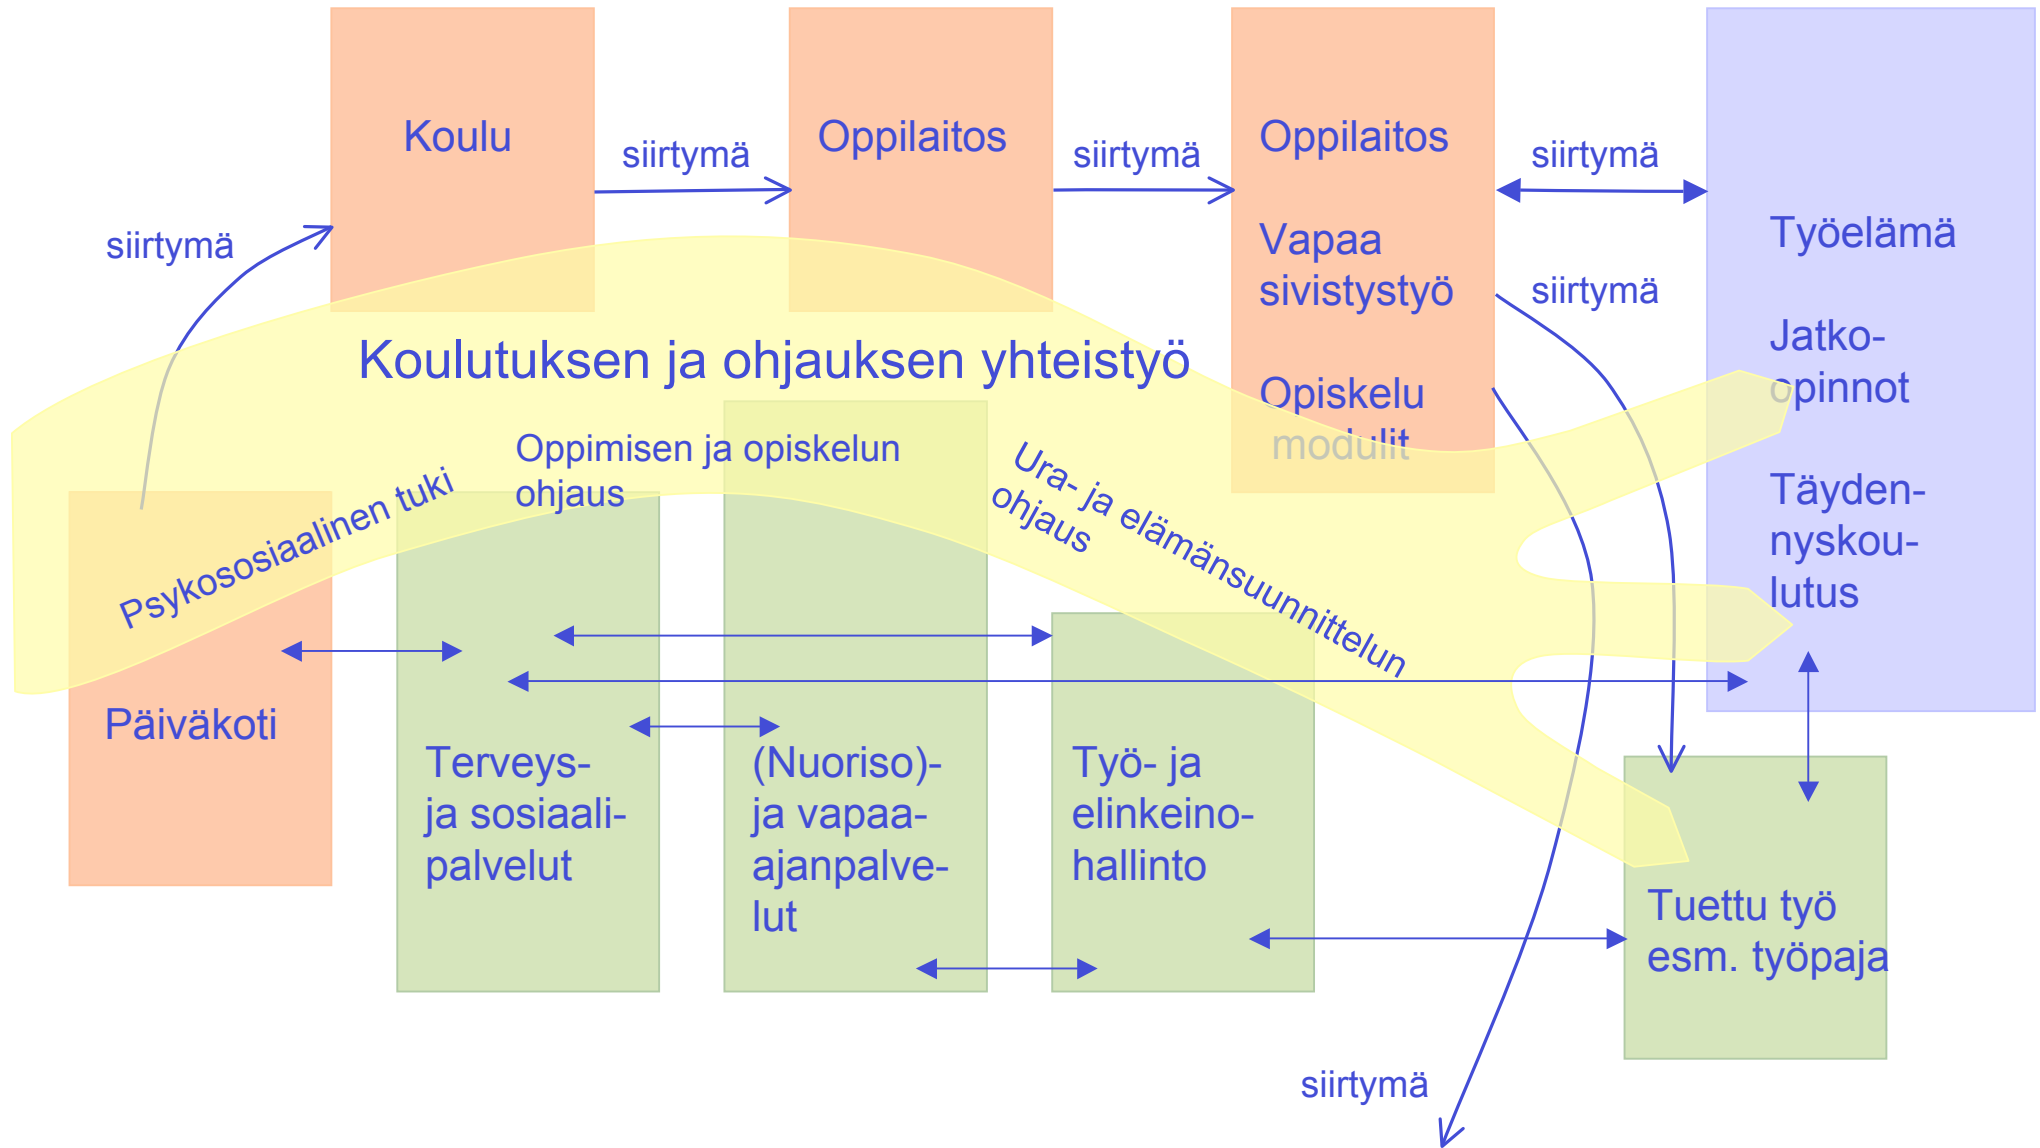 Koulu
siirtymä
Oppilaitos
siirtymä
Oppilaitos
Vapaa
sivistystyö
Opiskelu
modulit
siirtymä
siirtymä
siirtymä
Työelämä
Jatko-
opinnot
Täyden-
nyskou-
lutus
Koulutuksen ja ohjauksen yhteistyö
Psykososiaalinen tuki
Oppimisen ja opiskelun
ohjaus
Ura- ja elämänsuunnittelun
ohjaus
Päiväkoti
Terveys-
ja sosiaali-
palvelut
(Nuoriso)-
ja vapaa-
ajanpalve-
lut
Työ- ja
elinkeino-
hallinto
Tuettu työ
esm. työpaja
siirtymä